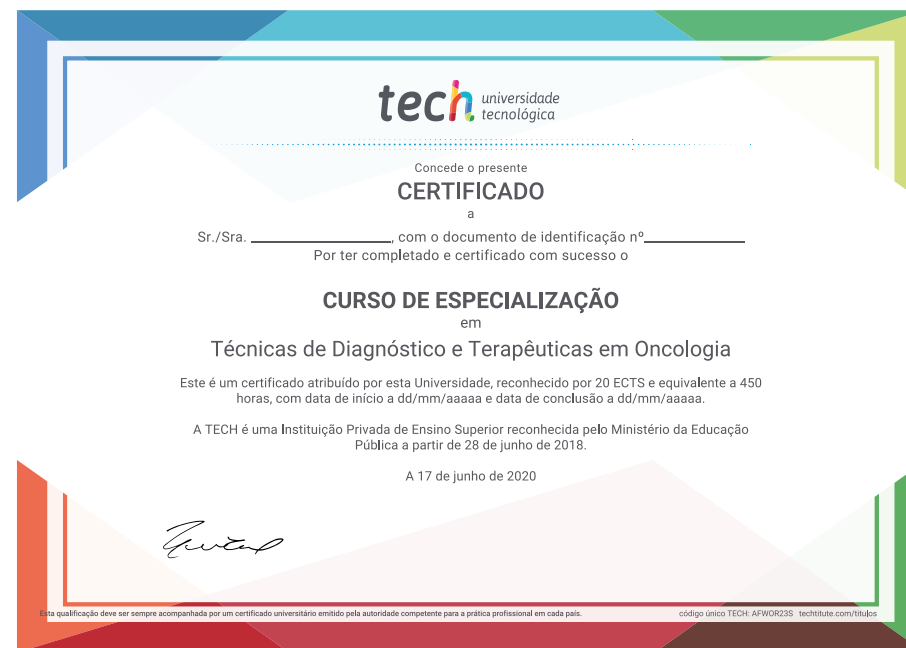 tech universidade
tecnológica
Concede o presente
CERTIFICADO
a
Sr./Sra. ____________, com o documento de identificação nº_________
Por ter completado e certificado com sucesso o
CURSO DE ESPECIALIZAÇÃO
em
Técnicas de Diagnóstico e Terapêuticas em Oncologia
Este é um certificado atribuído por esta Universidade, reconhecido por 20 ECTS e equivalente a 450
horas, com data de início a dd/mm/aaaaa e data de conclusão a dd/mm/aaaaa.
A TECH é uma Instituição Privada de Ensino Superior reconhecida pelo Ministério da Educação
Pública a partir de 28 de junho de 2018.
A 17 de junho de 2020
Esta qualificação deve ser sempre acompanhada por um certificado universitário emitido pela autoridade competente para a prática profissional em cada país. código único TECH: AFWOR23S techtitute.com/titulos